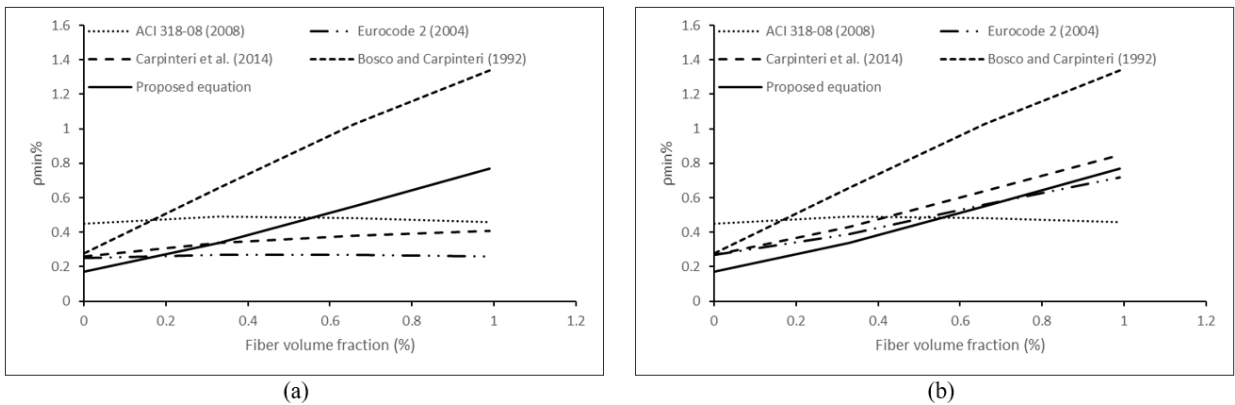 1.6
1.4
1.2
1
0.8
0.6
0.4
0.2
0
ρmin%
ACI 318-08 (2008)
Eurocode 2 (2004)
Carpinteri et al. (2014)
Bosco and Carpinteri (1992)
Proposed equation
0 0.2 0.4 0.6 0.8 1 1.2
Fiber volume fraction (%)
(a)
1.6
1.4
1.2
1
0.8
0.6
0.4
0.2
0
ρmin%
ACI 318-08 (2008)
Eurocode 2 (2004)
Carpinteri et al. (2014)
Bosco and Carpinteri (1992)
Proposed equation
0 0.2 0.4 0.6 0.8 1 1.2
Fiber volume fraction (%)
(b)